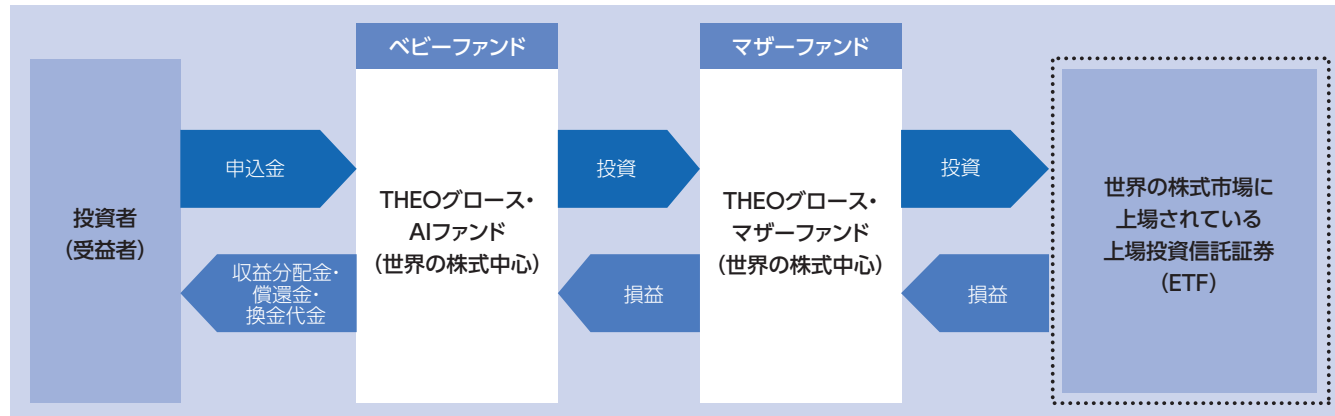 ベビーファンド
マザーファンド
投資者
（受益者）
申込金
収益分配金・
償還金・
換金代金
THEOグロース・
AIファンド
（世界の株式中心）
投資
損益
THEOグロース・
マザーファンド
（世界の株式中心）
投資
損益
世界の株式市場に
上場されている
上場投資信託証券
（ETF）